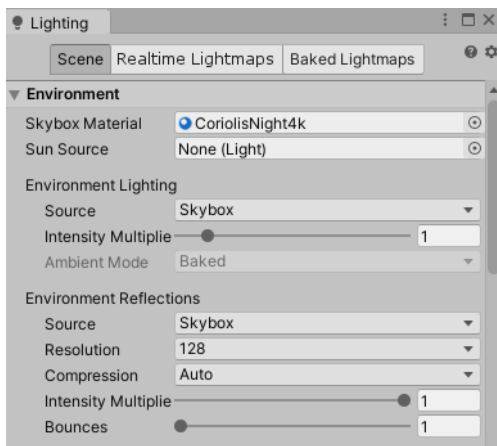 Lighting
Scene Realtime Lightmaps Baked Lightmaps
Environment
Skybox Material CoriolisNight4k
Sun Source None (Light)
Environment Lighting
Source Skybox
Intensity Multiplie 1
Ambient Mode Baked
Environment Reflections
Source Skybox
Resolution 128
Compression Auto
Intensity Multiplie 1
Bounces 1